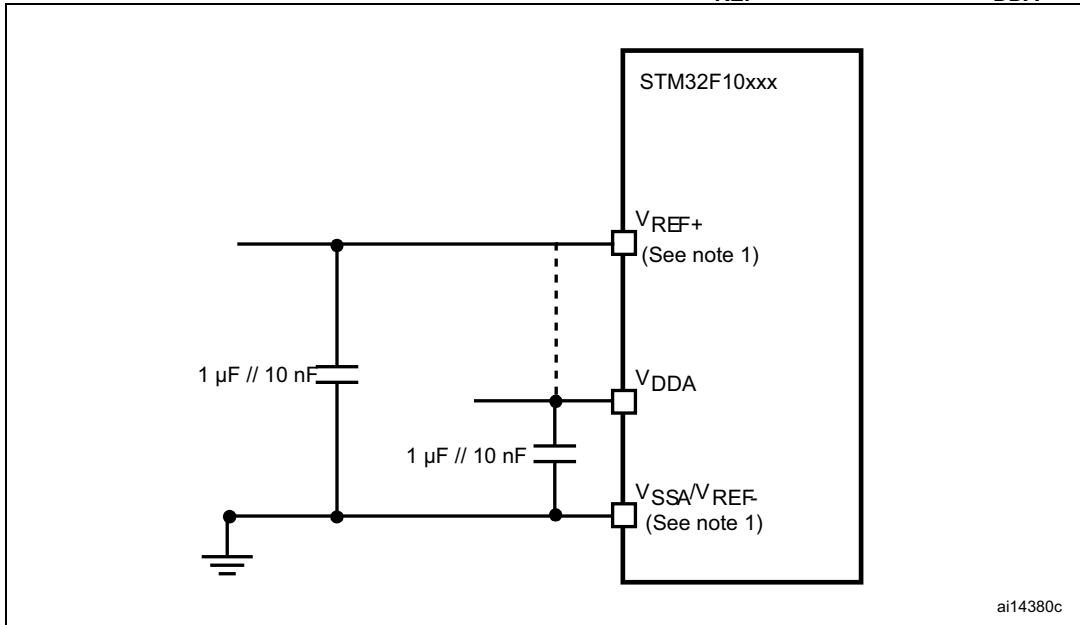 STM32F10xxx
VREF+
(See note 1)
1 µF // 10 nF
VDDA
1 µF // 10 nF
VSSA/VREF-
(See note 1)
ai14380c